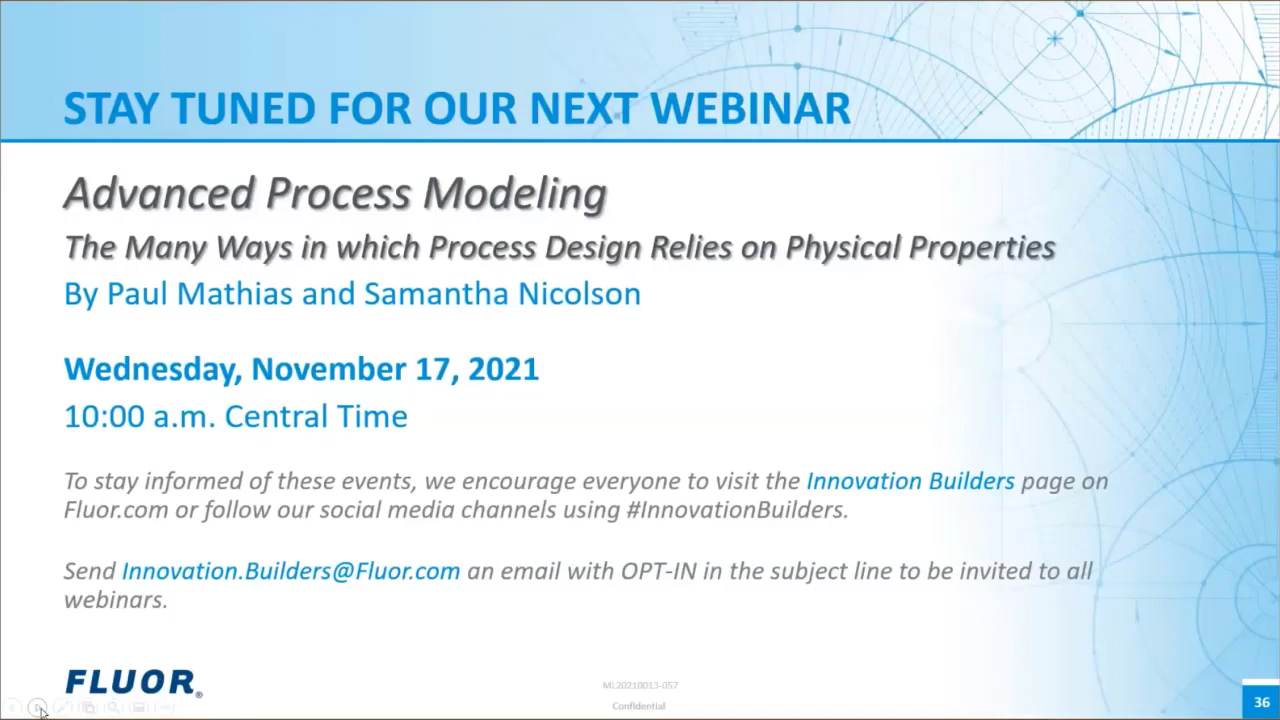 STAY TUNED FOR OUR NEXT WEBINAR
Advanced Process Modeling
The Many Ways in which Process Design Relies on Physical Properties
By Paul Mathias and Samantha Nicolson
Wednesday, November 17, 2021
10:00 a.m. Central Time
To stay informed of these events, we encourage everyone to visit the Innovation Builders page on
Fluor.com or follow our social media channels using #InnovationBuilders.
Send Innovation.Builders@Fluor.com an email with OPT-IN in the subject line to be invited to all
webinars.
FLUOR®
ML20210013-057
Confidential
36